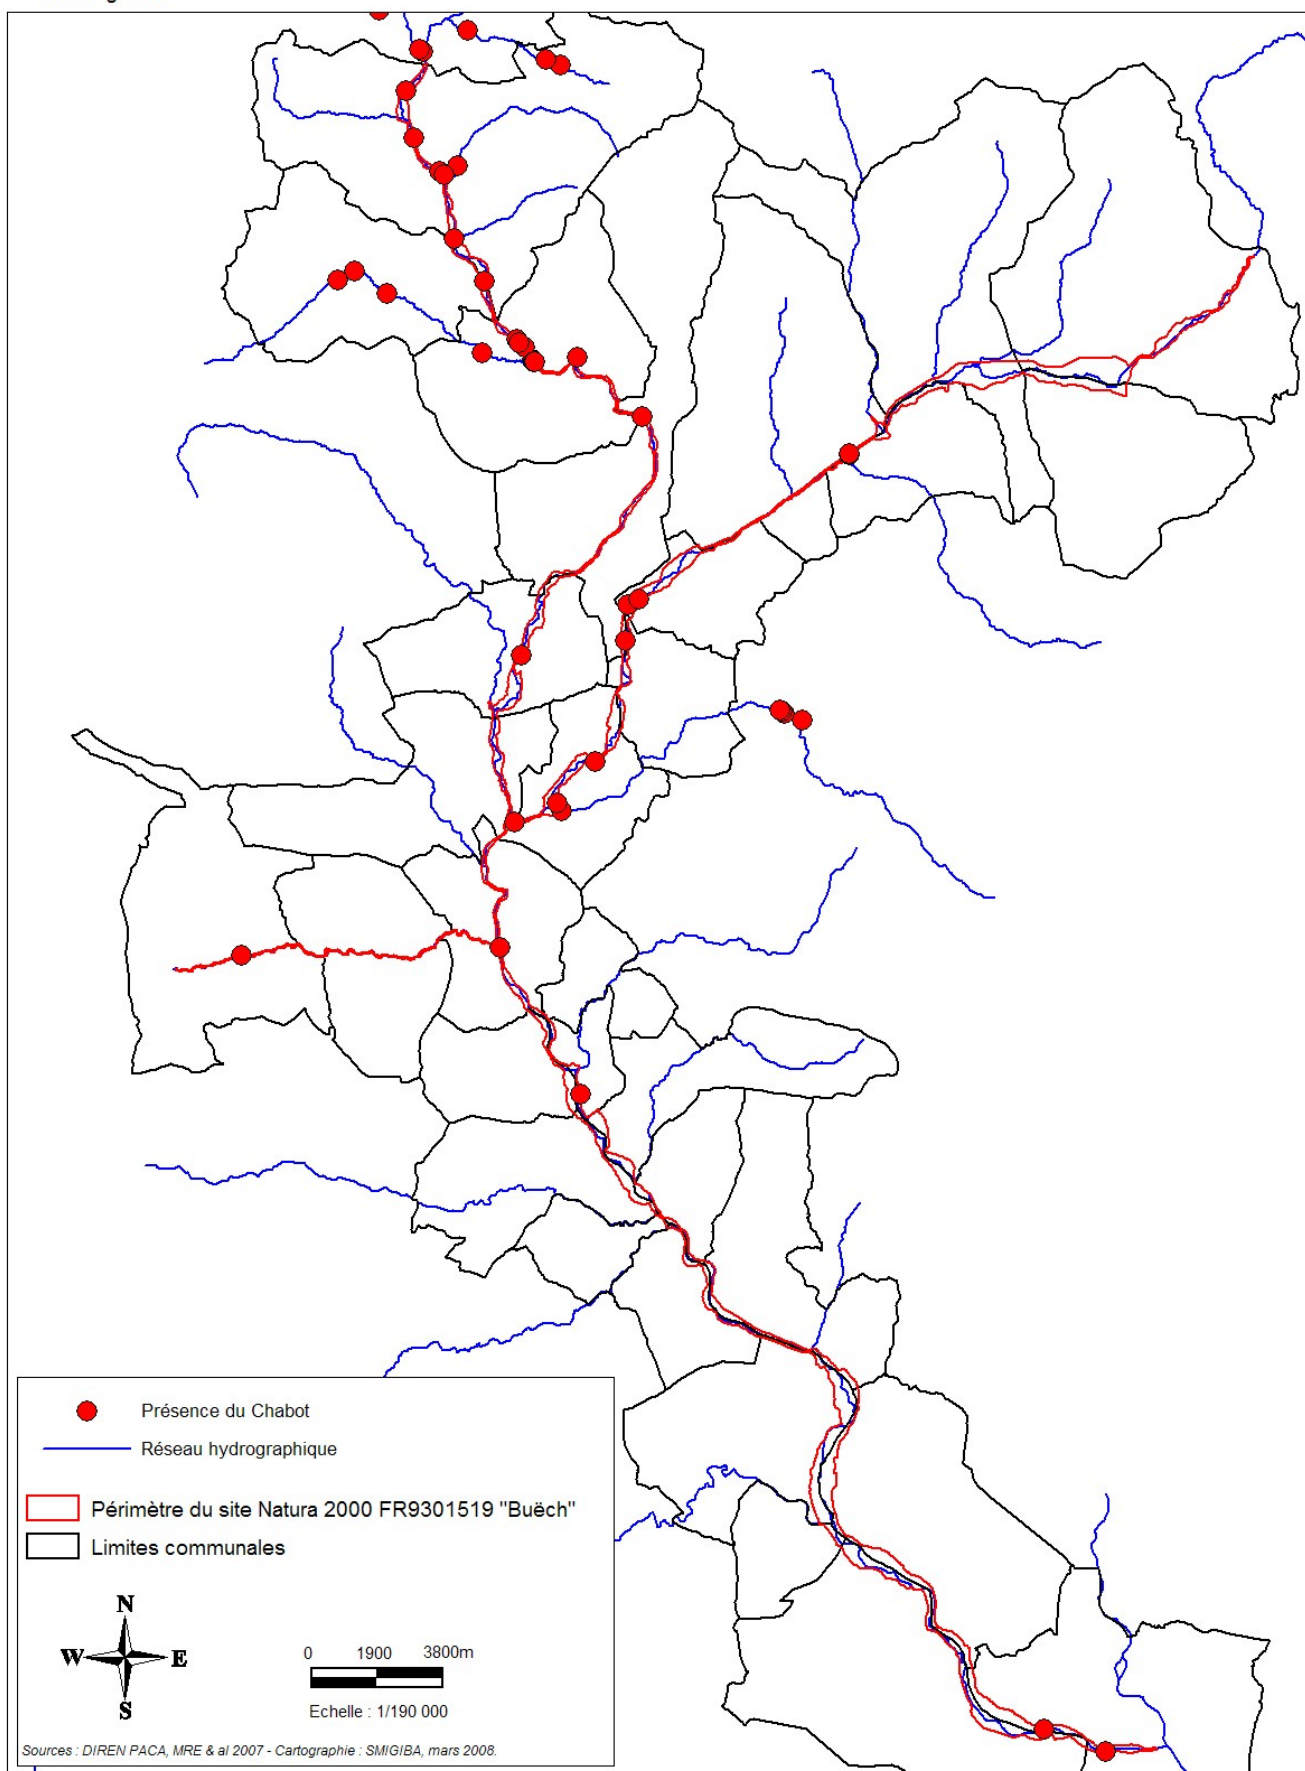 Présence du Chabot
Réseau hydrographique
Périmètre du site Natura 2000 FR9301519 "Buëch"
Limites communales
N
W E
S
0 1900 3800m
Echelle : 1/190 000
Sources : DIREN PACA, MRE & al 2007 - Cartographie : SMIGIBA, mars 2008.